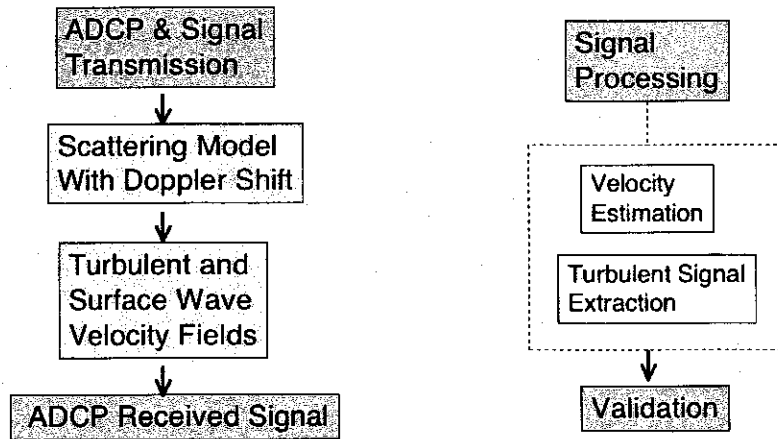 ADCP & Signal
Transmission
Scattering Model
With Doppler Shift
Turbulent and
Surface Wave
Velocity Fields
ADCP Received Signal
Signal
Processing
Velocity
Estimation
Turbulent Signal
Extraction
Validation